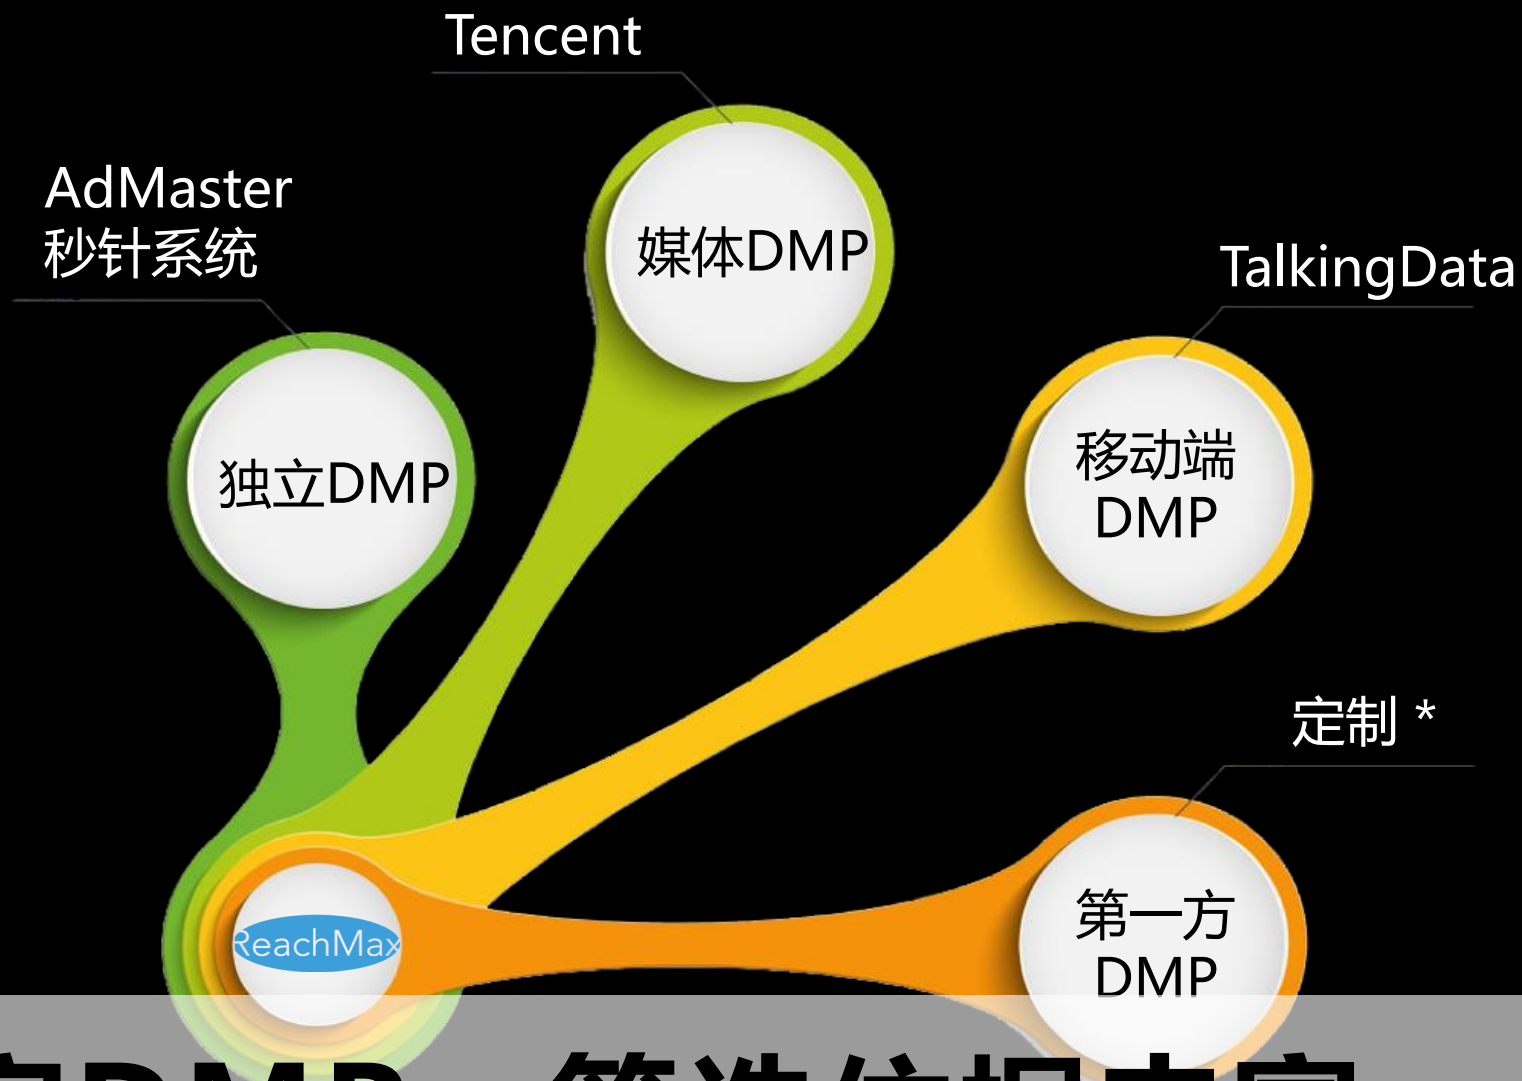 Tencent
AdMaster
秒针系统
媒体DMP
TalkingData
独立DMP
移动端
DMP
定制 *
第一方
DMP
ReachMax
DMP